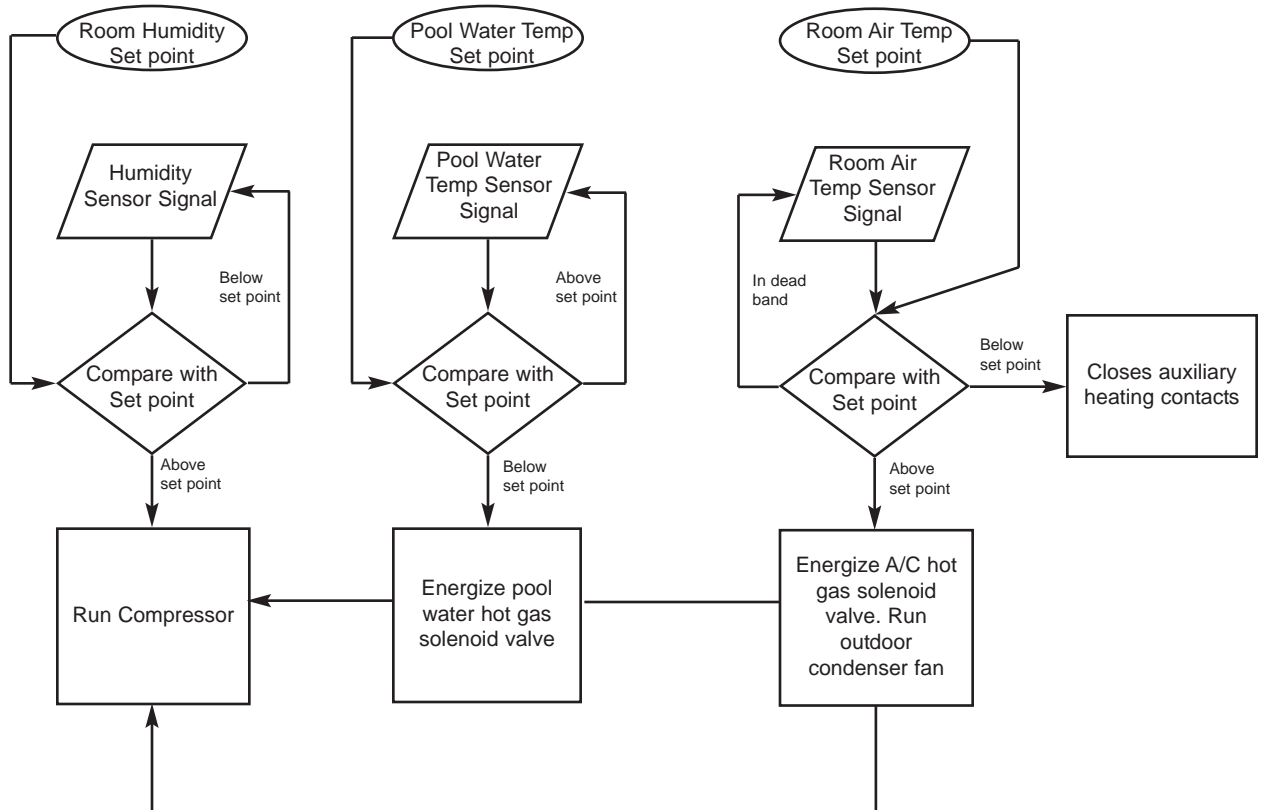 Room Humidity
Set point
Pool Water Temp
Set point
Room Air Temp
Set point
Humidity
Sensor Signal
Pool Water
Temp Sensor
Signal
Room Air
Temp Sensor
Signal
Below
set point
Above
set point
In dead
band
Below
set point
Compare with
Set point
Compare with
Set point
Compare with
Set point
Closes auxiliary
heating contacts
Above
set point
Below
set point
Above
set point
Run Compressor
Energize pool
water hot gas
solenoid valve
Energize A/C hot
gas solenoid
valve. Run
outdoor
condenser fan